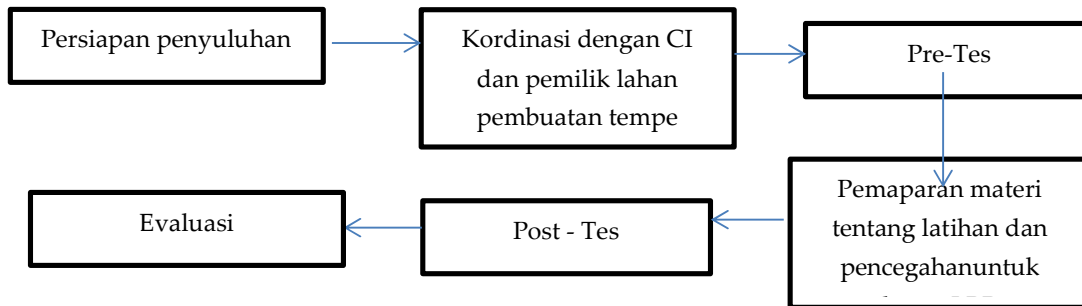 Persiapan penyuluhan
Kordinasi dengan CI
dan pemilik lahan
pembuatan tempe
Pre-Tes
Pemaparan materi
tentang latihan dan
pencegahanuntuk
Post - Tes
Evaluasi